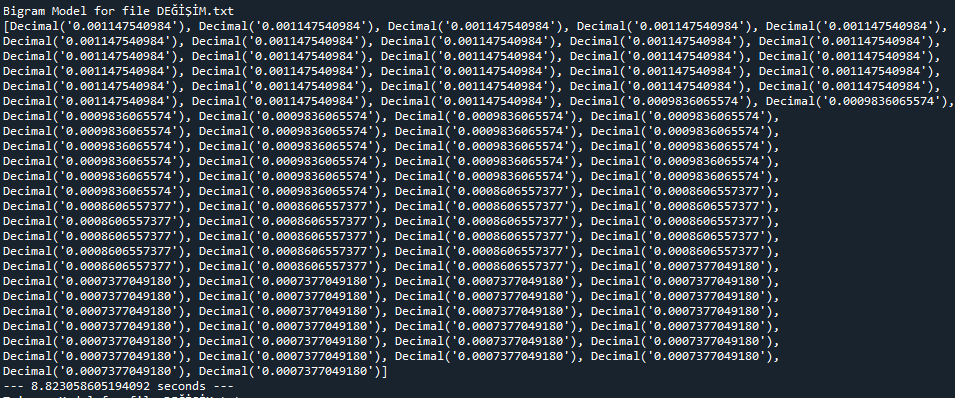 Bigram Model for file DEĞİŞİM.txt
[Decimal('0.001147540984'), Decimal('0.001147540984'), Decimal('0.001147540984'), Decimal('0.001147540984'), Decimal('0.001147540984'),
Decimal('0.001147540984'), Decimal('0.001147540984'), Decimal('0.001147540984'), Decimal('0.001147540984'), Decimal('0.001147540984'),
Decimal('0.001147540984'), Decimal('0.001147540984'), Decimal('0.001147540984'), Decimal('0.001147540984'), Decimal('0.001147540984'),
Decimal('0.001147540984'), Decimal('0.001147540984'), Decimal('0.001147540984'), Decimal('0.001147540984'), Decimal('0.001147540984'),
Decimal('0.001147540984'), Decimal('0.001147540984'), Decimal('0.001147540984'), Decimal('0.001147540984'), Decimal('0.001147540984'),
Decimal('0.001147540984'), Decimal('0.001147540984'), Decimal('0.001147540984'), Decimal('0.0009836065574'), Decimal('0.0009836065574'),
Decimal('0.0009836065574'), Decimal('0.0009836065574'), Decimal('0.0009836065574'), Decimal('0.0009836065574'),
Decimal('0.0009836065574'), Decimal('0.0009836065574'), Decimal('0.0009836065574'), Decimal('0.0009836065574'),
Decimal('0.0009836065574'), Decimal('0.0009836065574'), Decimal('0.0009836065574'), Decimal('0.0009836065574'),
Decimal('0.0009836065574'), Decimal('0.0009836065574'), Decimal('0.0009836065574'), Decimal('0.0009836065574'),
Decimal('0.0009836065574'), Decimal('0.0009836065574'), Decimal('0.0009836065574'), Decimal('0.0009836065574'),
Decimal('0.0009836065574'), Decimal('0.0009836065574'), Decimal('0.0008606557377'), Decimal('0.0008606557377'),
Decimal('0.0008606557377'), Decimal('0.0008606557377'), Decimal('0.0008606557377'), Decimal('0.0008606557377'),
Decimal('0.0008606557377'), Decimal('0.0008606557377'), Decimal('0.0008606557377'), Decimal('0.0008606557377'),
Decimal('0.0008606557377'), Decimal('0.0008606557377'), Decimal('0.0008606557377'), Decimal('0.0008606557377'),
Decimal('0.0008606557377'), Decimal('0.0008606557377'), Decimal('0.0008606557377'), Decimal('0.0008606557377'),
Decimal('0.0008606557377'), Decimal('0.0008606557377'), Decimal('0.0007377049180'), Decimal('0.0007377049180'),
Decimal('0.0007377049180'), Decimal('0.0007377049180'), Decimal('0.0007377049180'), Decimal('0.0007377049180'),
Decimal('0.0007377049180'), Decimal('0.0007377049180'), Decimal('0.0007377049180'), Decimal('0.0007377049180'),
Decimal('0.0007377049180'), Decimal('0.0007377049180'), Decimal('0.0007377049180'), Decimal('0.0007377049180'),
Decimal('0.0007377049180'), Decimal('0.0007377049180'), Decimal('0.0007377049180'), Decimal('0.0007377049180'),
Decimal('0.0007377049180'), Decimal('0.0007377049180'), Decimal('0.0007377049180'), Decimal('0.0007377049180'),
Decimal('0.0007377049180'), Decimal('0.0007377049180'), Decimal('0.0007377049180'), Decimal('0.0007377049180'),
Decimal('0.0007377049180'), Decimal('0.0007377049180')]
--- 8.823058605194092 seconds ---